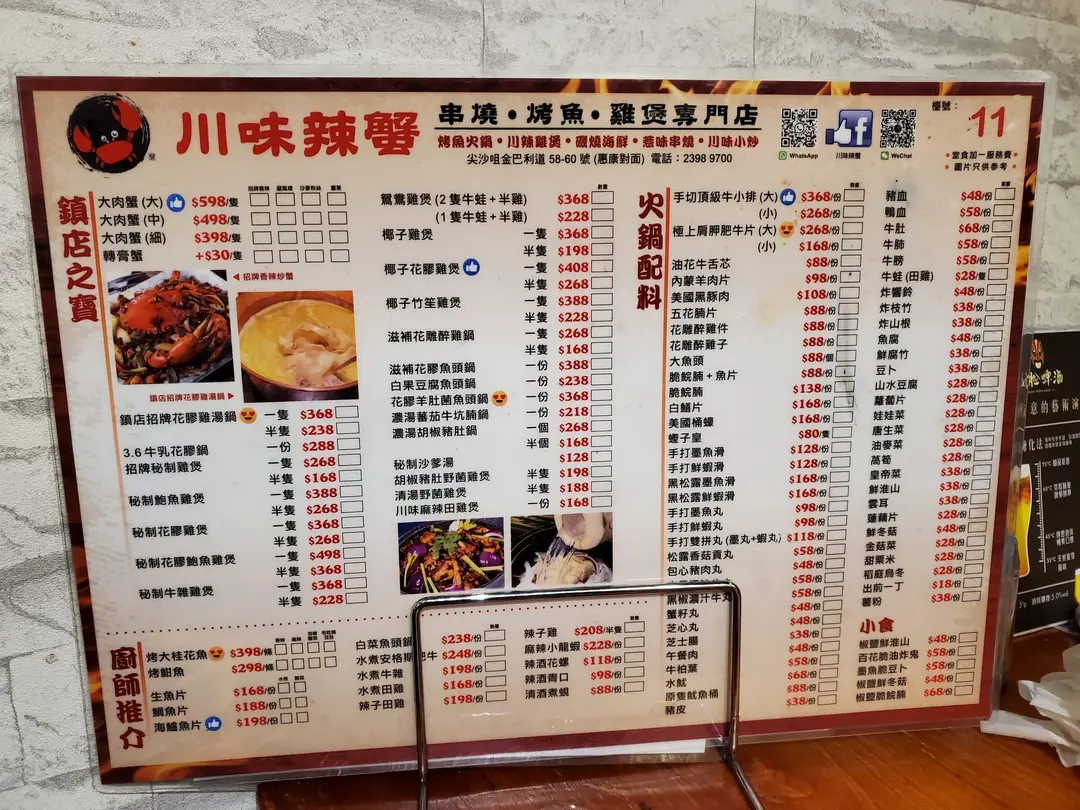 川味辣蟹
串燒・烤魚・雞煲專門店
烤魚火鍋・川辣雞煲・礉燒海鮮・惹味串燒・川味小炒
尖沙咀金巴利道 58-60 號 (惠康對面) 電話：2398 9700
WhatsApp
川味辣蟹
WeChat
檯號：
11
・堂食加一服務費・
・圖片只供參考・
鎮店之寶
招牌香辣
避風塘
沙爹粉絲
薑蔥
大肉蟹 (大) $598/隻
大肉蟹 (中) $498/隻
大肉蟹 (細) $398/隻
轉膏蟹 +$30/隻
招牌香辣炒蟹
鎮店招牌花膠雞湯鍋
鎮店招牌花膠雞湯鍋 一隻 $368
半隻 $238
3.6 牛乳花膠鍋 一份 $288
招牌秘制雞煲 一隻 $268
半隻 $168
秘制鮑魚雞煲 一隻 $388
半隻 $268
秘制花膠雞煲 一隻 $368
半隻 $268
秘制花膠鮑魚雞煲 一隻 $498
半隻 $368
秘制牛雜雞煲 一隻 $368
半隻 $228
數量
鴛鴦雞煲 (2 隻牛蛙 + 半雞) $368
(1 隻牛蛙 + 半雞) $228
椰子雞煲 一隻 $368
半隻 $198
椰子花膠雞煲 一隻 $408
半隻 $268
椰子竹笙雞煲 一隻 $388
半隻 $228
滋補花雕醉雞鍋 一隻 $268
半隻 $168
滋補花膠魚頭鍋 一份 $388
白果豆腐魚頭鍋 一份 $238
花膠羊肚菌魚頭鍋 一份 $368
濃湯蕃茄牛坑腩鍋 一份 $218
濃湯胡椒豬肚鍋 一個 $268
半個 $168
秘制沙爹湯 $128
胡椒豬肚野菌雞煲 半隻 $198
清湯野菌雞煲 半隻 $188
川味麻辣田雞煲 一份 $168
火鍋配料
數量
手切頂級牛小排 (大) $368/份
(小) $268/份
極上肩胛肥牛片 (大) $268/份
(小) $168/份
油花牛舌芯 $88/份
內蒙羊肉片 $98/份
美國黑豚肉 $108/份
五花腩片 $88/份
花雕醉雞件 $88/份
花雕醉雞子 $88/份
大魚頭 $88/個
脆鯇腩 + 魚片 $88/份
脆鯇腩 $138/份
白鱔片 $168/份
美國桶蠔 $168/份
螳子皇 $80/隻
手打墨魚滑 $128/份
手打鮮蝦滑 $128/份
黑松露墨魚滑 $168/份
黑松露鮮蝦滑 $168/份
手打墨魚丸 $98/份
手打鮮蝦丸 $98/份
手打雙拼丸 (墨丸+蝦丸) $118/份
松露香菇貢丸 $58/份
包心豬肉丸 $48/份
$58/份
黑椒濃汁牛丸 $58/份
蟹籽丸 $48/份
芝心丸 $48/份
芝士腸 $38/份
午餐肉 $48/份
牛柏葉 $58/份
水魷 $68/份
原隻魷魚桶 $88/份
豬皮 $38/份
數量
豬血 $48/份
鴨血 $58/份
牛肚 $68/份
牛肺 $58/份
牛膀 $58/份
牛蛙 (田雞) $28/隻
炸響鈴 $48/份
炸枝竹 $38/份
炸山根 $38/份
魚腐 $48/份
鮮腐竹 $38/份
豆卜 $38/份
山水豆腐 $28/份
蘿蔔片 $28/份
娃娃菜 $28/份
唐生菜 $28/份
油麥菜 $28/份
茼蒿 $28/份
皇帝菜 $38/份
鮮淮山 $38/份
雲耳 $38/份
蓮藕片 $28/份
鮮冬菇 $48/份
金菇菜 $28/份
甜粟米 $28/份
稻庭烏冬 $28/份
出前一丁 $18/份
薯粉 $38/份
小食
椒鹽鮮淮山 $48/份
百花脆油炸鬼 $58/份
墨魚脆豆卜 $58/份
椒鹽鮮冬菇 $48/份
椒鹽脆鯇腩 $68/份
廚師推介
烤大桂花魚 $398/條
烤鮒魚 $298/條
生魚片 $168/份
鯛魚片 $188/份
海鱸魚片 $198/份
白菜魚頭鍋 $238/份
水煮安格斯肥牛 $248/份
水煮牛雜 $198/份
水煮田雞 $168/份
辣子田雞 $198/份
數量
辣子雞 $208/半隻
麻辣小龍蝦 $228/份
辣酒花螺 $118/份
辣酒青口 $98/份
清酒煮蜆 $88/份